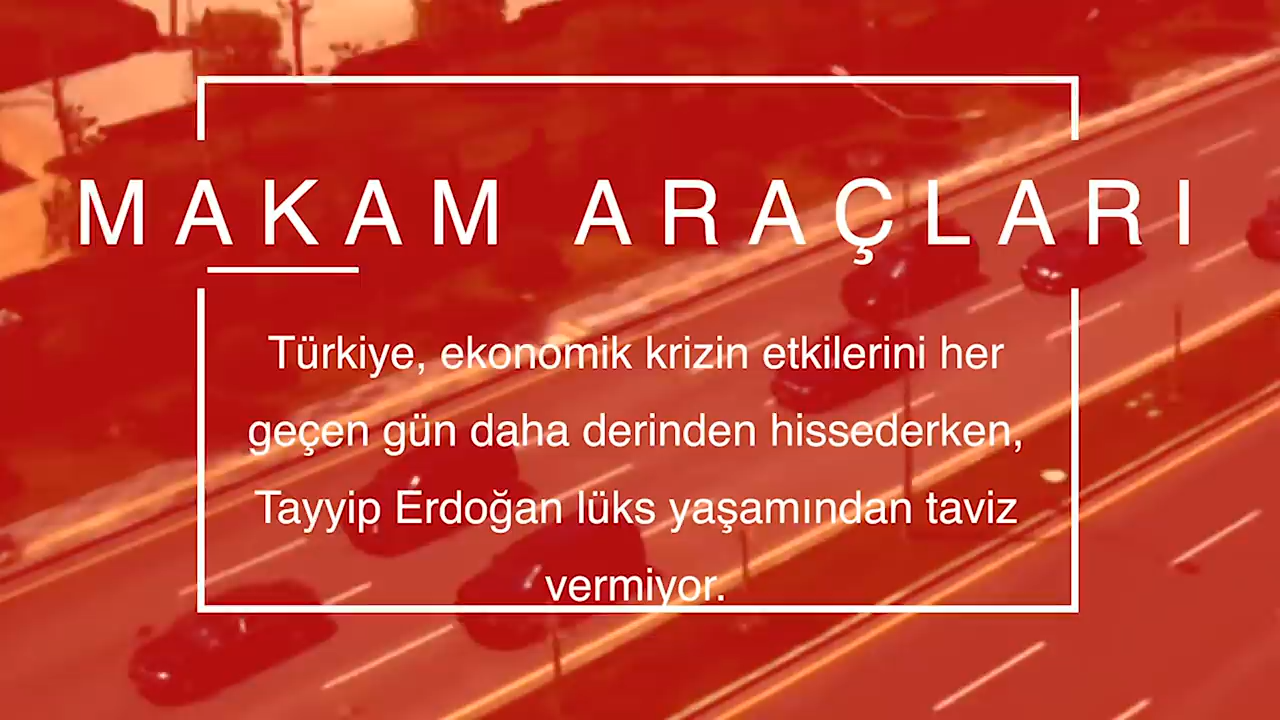 MAKAM ARAÇLARI
Türkiye, ekonomik krizin etkilerini her
geçen gün daha derinden hissederken,
Tayyip Erdoğan lüks yaşamından taviz
vermiyor.